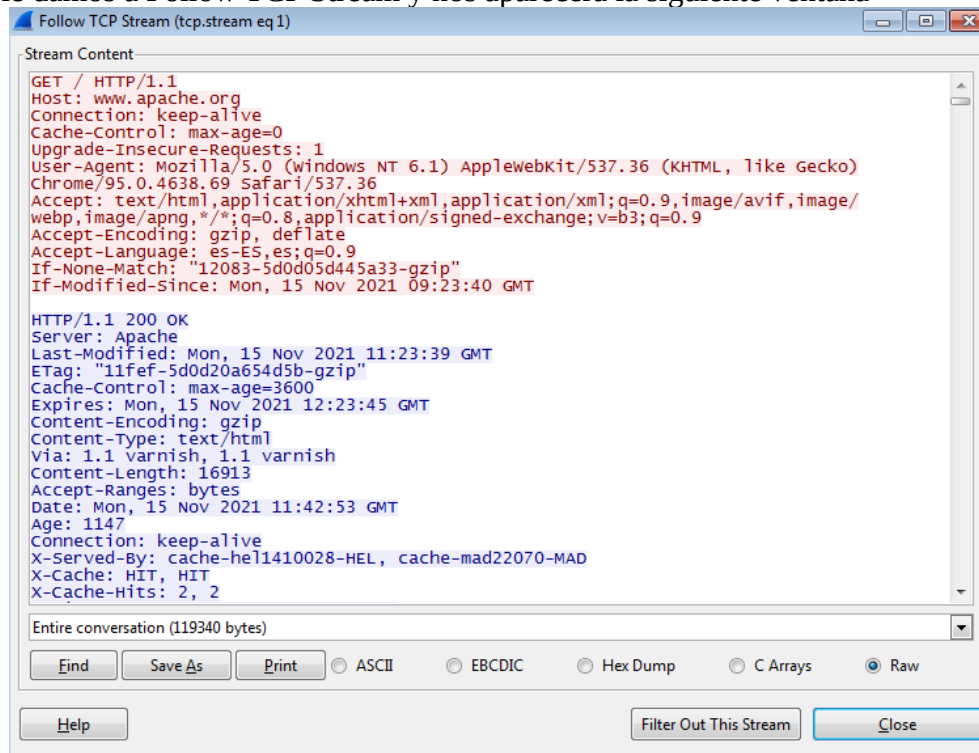 le damos a Follow TCP Stream y nos aparecerá la siguiente ventana
Follow TCP Stream (tcp.stream eq 1)
Stream Content
GET / HTTP/1.1
Host: www.apache.org
Connection: keep-alive
Cache-Control: max-age=0
Upgrade-Insecure-Requests: 1
User-Agent: Mozilla/5.0 (Windows NT 6.1) AppleWebKit/537.36 (KHTML, like Gecko)
Chrome/95.0.4638.69 Safari/537.36
Accept: text/html,application/xhtml+xml,application/xml;q=0.9,image/avif,image/
webp,image/apng,*/*;q=0.8,application/signed-exchange;v=b3;q=0.9
Accept-Encoding: gzip, deflate
Accept-Language: es-ES,es;q=0.9
If-None-Match: "12083-5d0d05d445a33-gzip"
If-Modified-Since: Mon, 15 Nov 2021 09:23:40 GMT
HTTP/1.1 200 OK
Server: Apache
Last-Modified: Mon, 15 Nov 2021 11:23:39 GMT
ETag: "11fef-5d0d20a654d5b-gzip"
Cache-Control: max-age=3600
Expires: Mon, 15 Nov 2021 12:23:45 GMT
Content-Encoding: gzip
Content-Type: text/html
Via: 1.1 varnish, 1.1 varnish
Content-Length: 16913
Accept-Ranges: bytes
Date: Mon, 15 Nov 2021 11:42:53 GMT
Age: 1147
Connection: keep-alive
X-Served-By: cache-hel1410028-HEL, cache-mad22070-MAD
X-Cache: HIT, HIT
X-Cache-Hits: 2, 2
Entire conversation (119340 bytes)
Find Save As Print ASCII EBCDIC Hex Dump C Arrays Raw
Help Filter Out This Stream Close